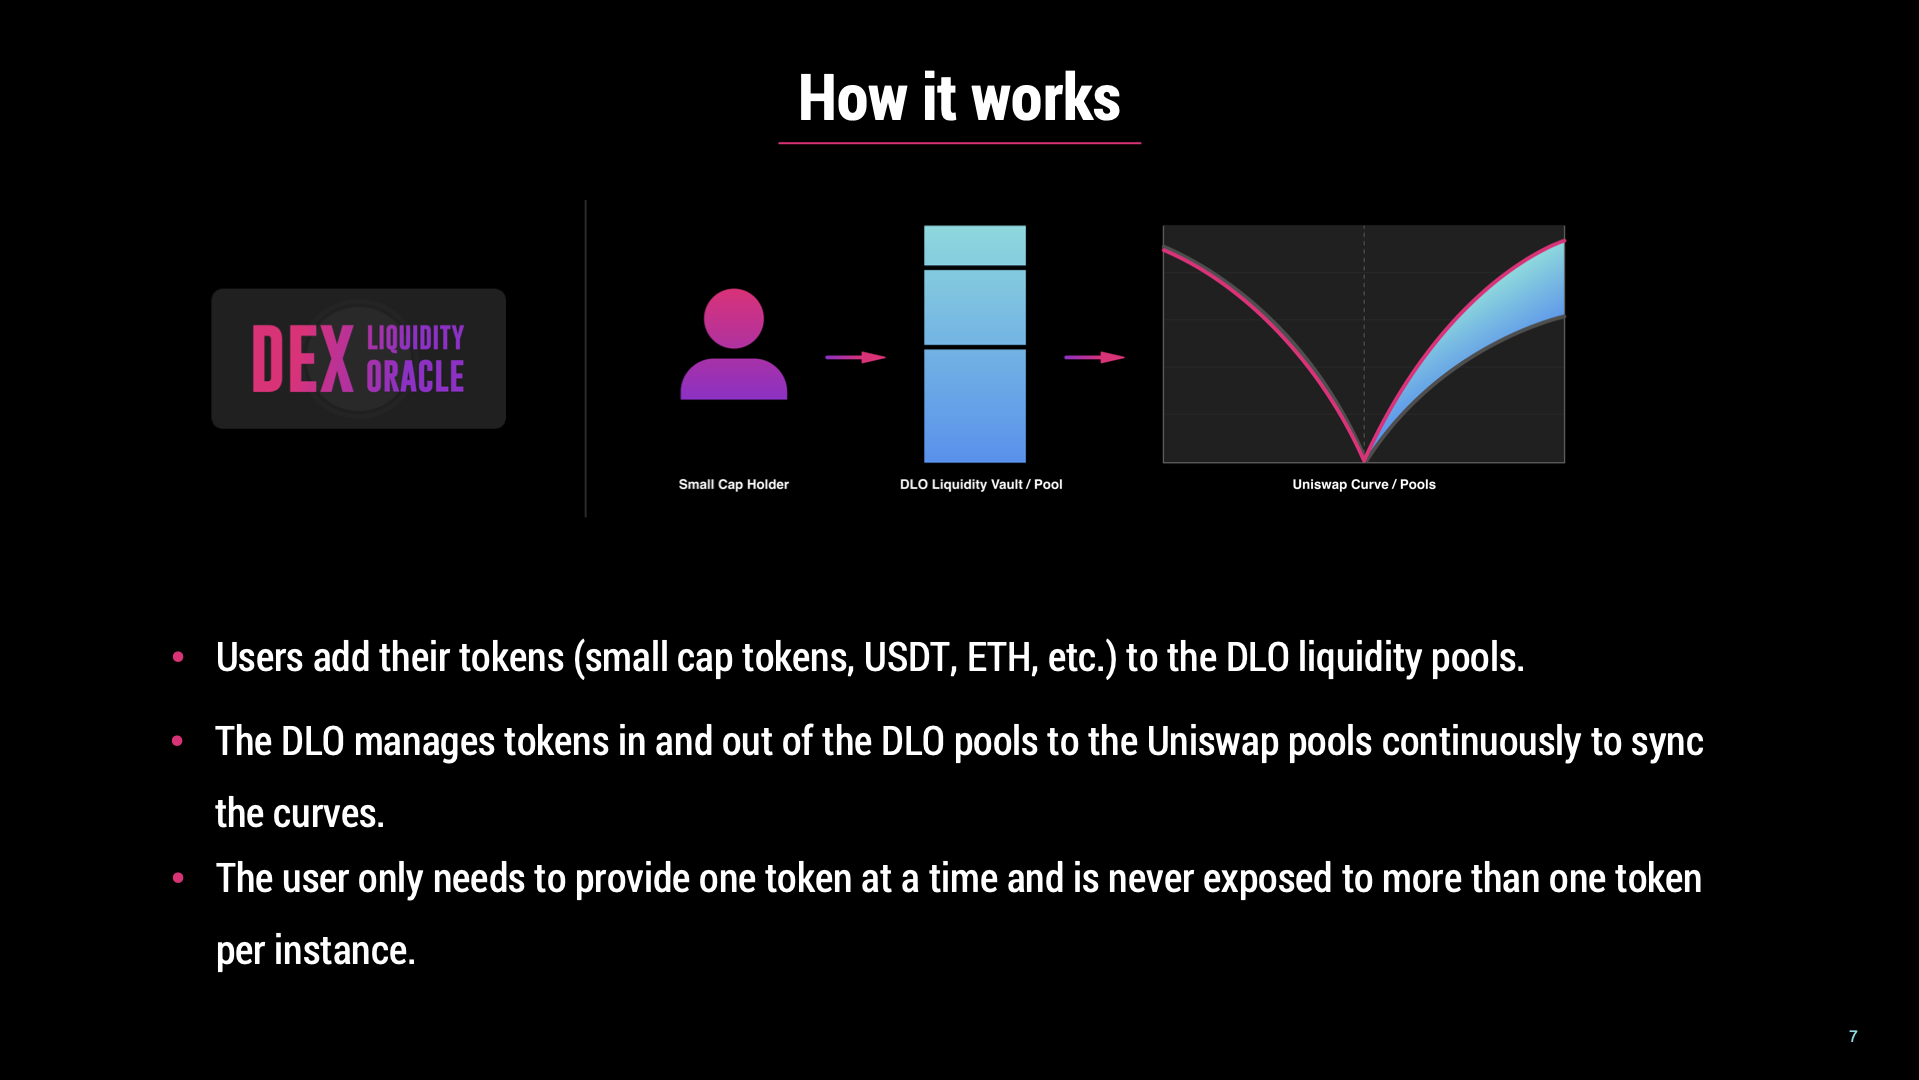 How it works
DEX LIQUIDITY
ORACLE
Small Cap Holder
DLO Liquidity Vault / Pool
Uniswap Curve / Pools
• Users add their tokens (small cap tokens, USDT, ETH, etc.) to the DLO liquidity pools.
• The DLO manages tokens in and out of the DLO pools to the Uniswap pools continuously to sync
the curves.
• The user only needs to provide one token at a time and is never exposed to more than one token
per instance.
7